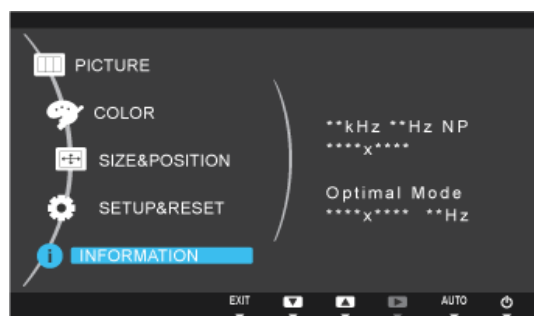 PICTURE
COLOR
SIZE&POSITION
SETUP&RESET
INFORMATION
**kHz **Hz NP
****x****
Optimal Mode
****x**** **Hz
EXIT AUTO